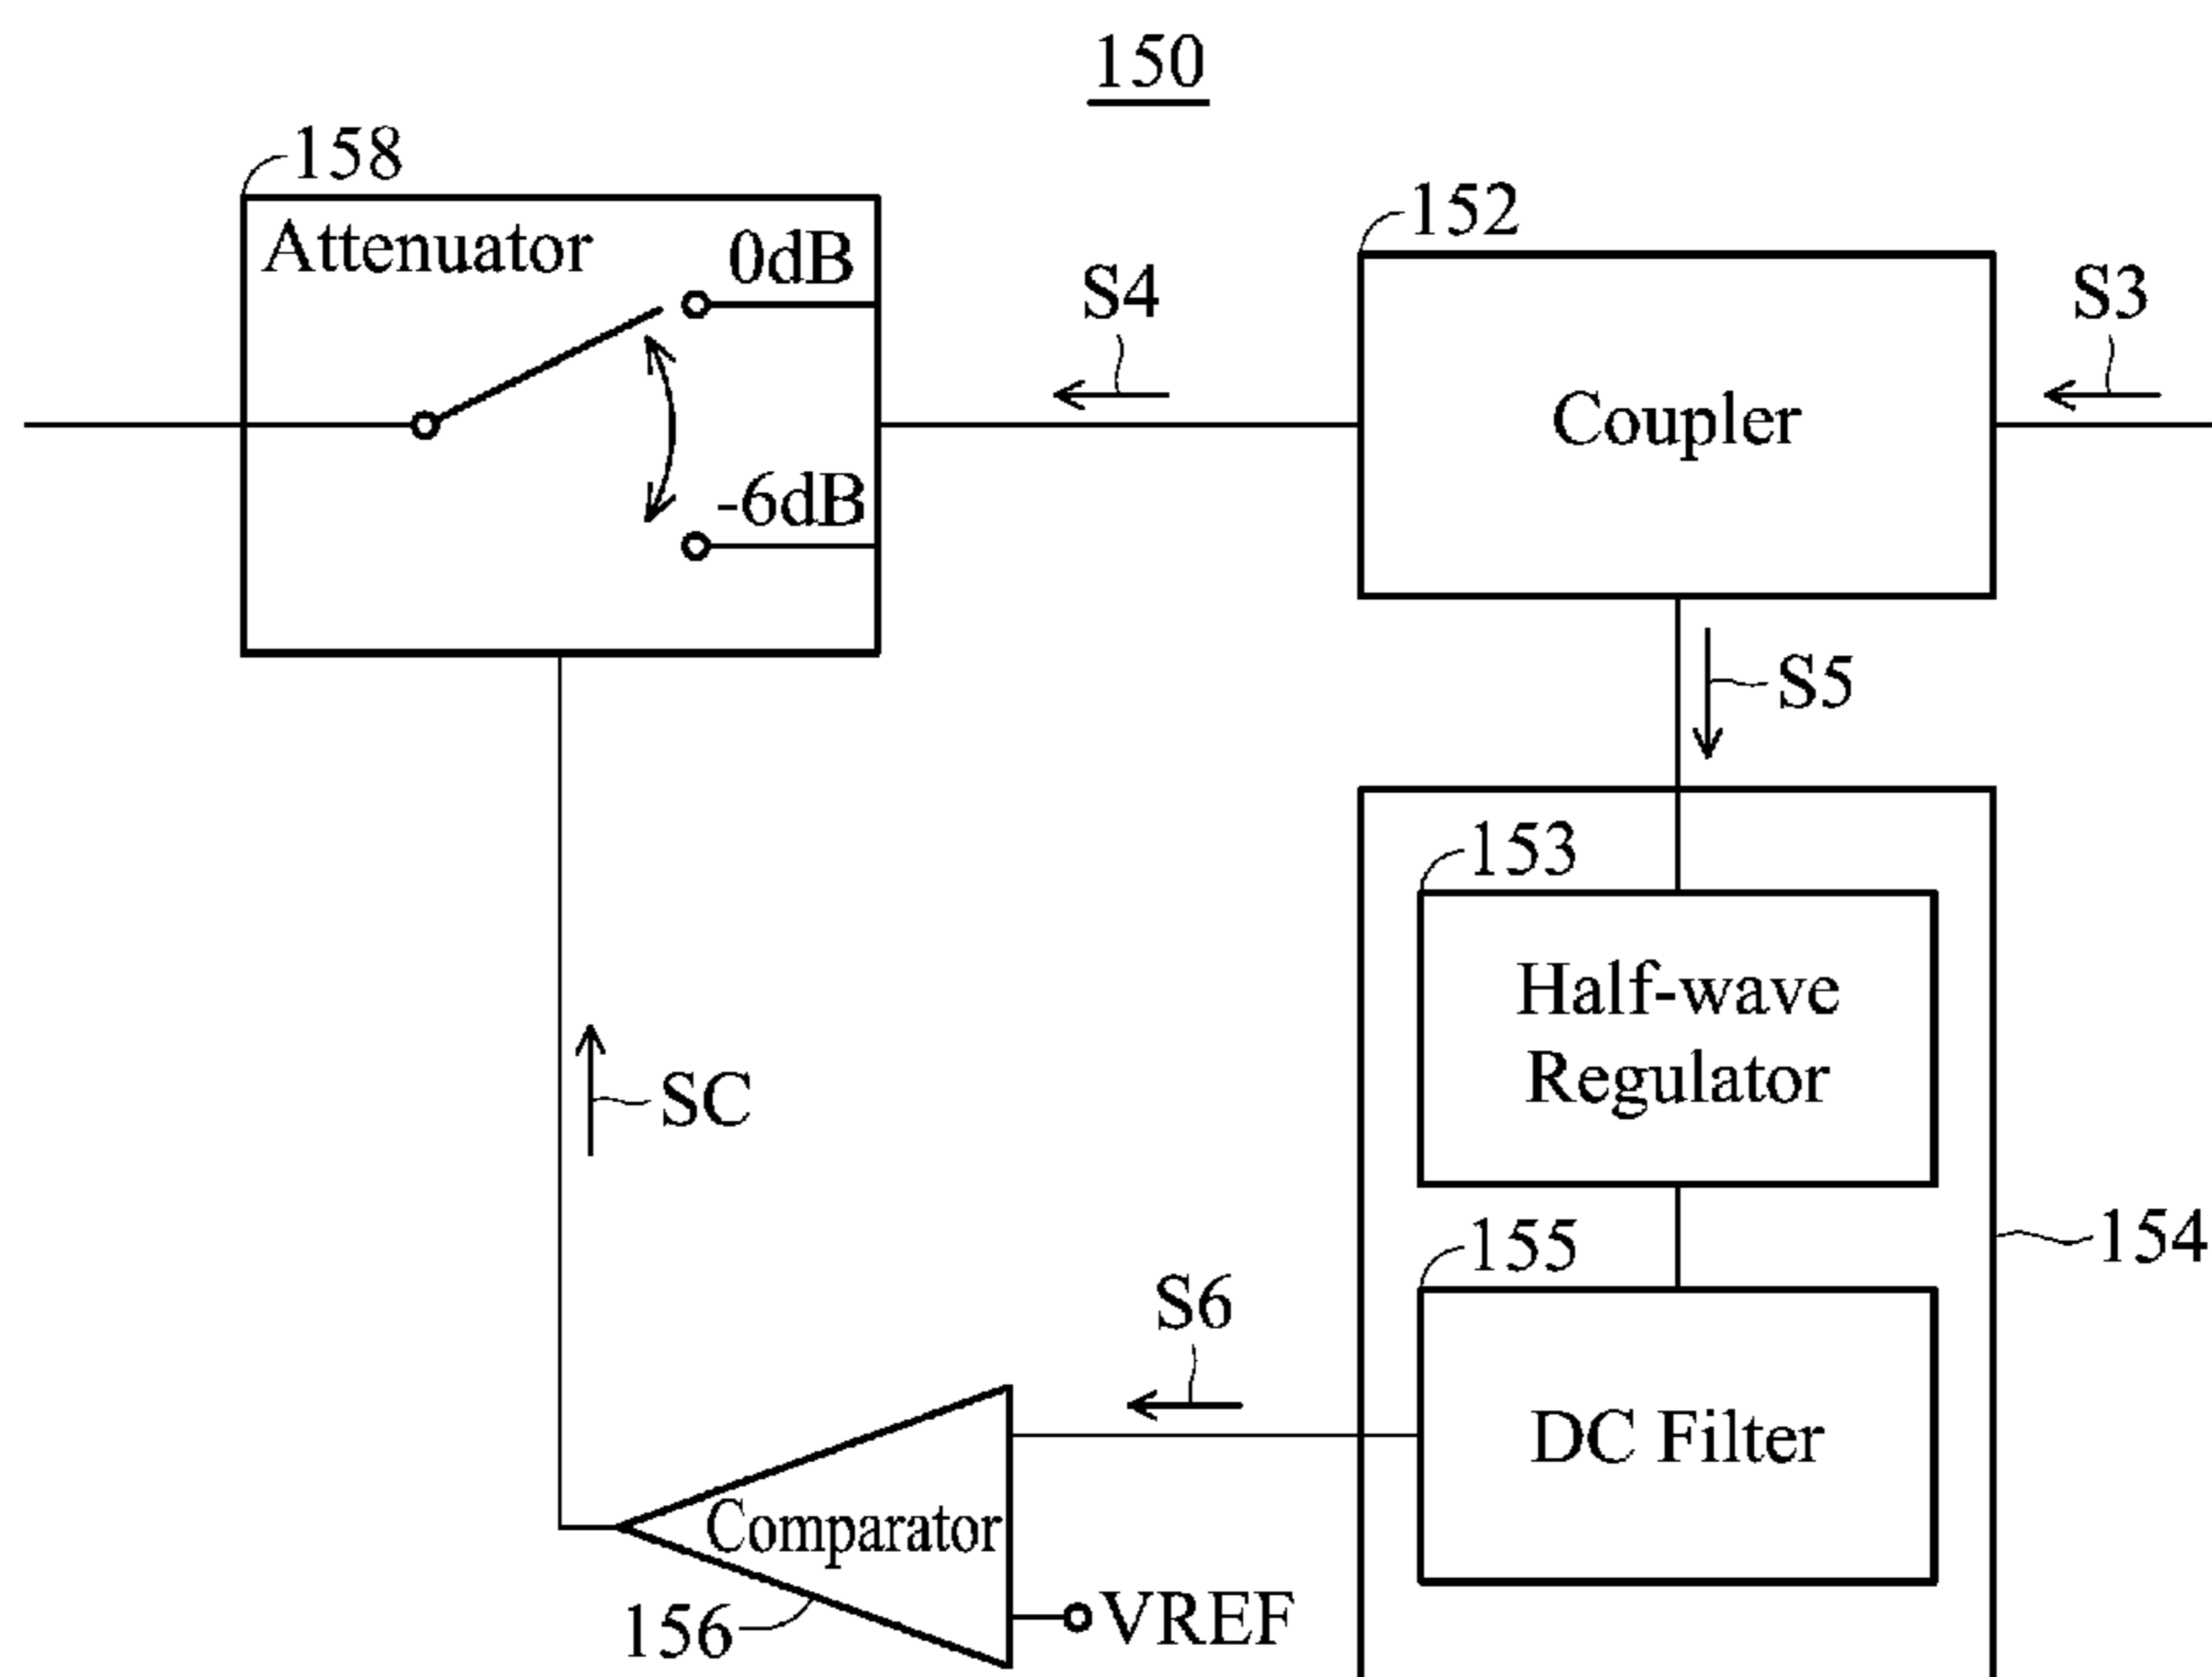 150
158
Attenuator
0dB
-6dB
152
Coupler
S4
S3
S5
153
Half-wave
Regulator
154
155
DC Filter
S6
SC
Comparator
156
VREF